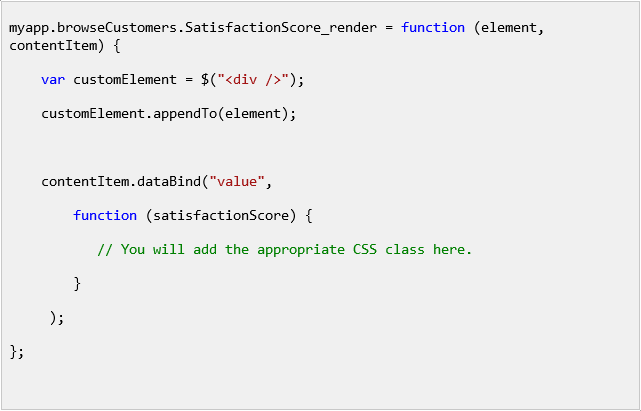 myapp.browseCustomers.SatisfactionScore_render = function (element,
contentItem) {
var customElement = $("<div />");
customElement.appendTo(element);
contentItem.dataBind("value",
function (satisfactionScore) {
// You will add the appropriate CSS class here.
}
);
};